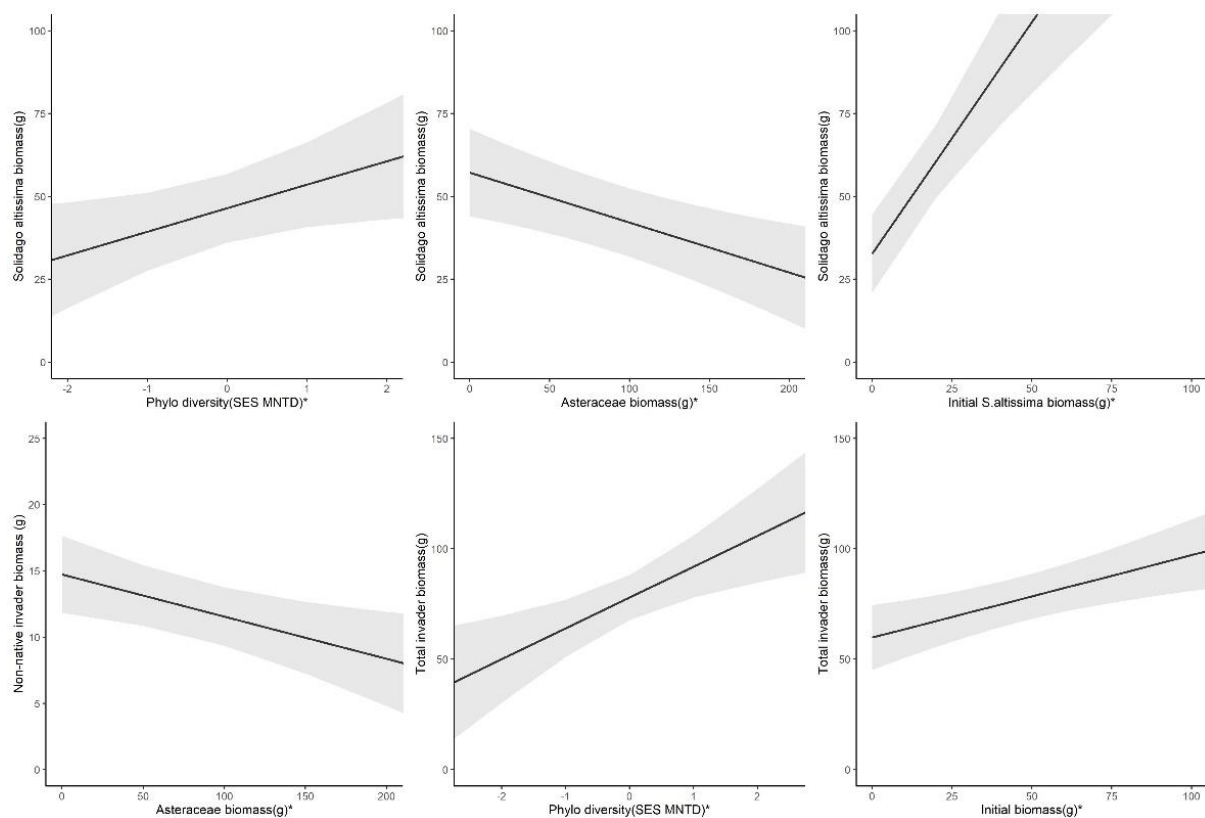 100
75
50
25
0
Solidago altissima biomass(g)
-2 -1 0 1 2
Phylo diversity(SES MNTD)*
100
75
50
25
0
Solidago altissima biomass(g)
0 50 100 150 200
Asteraceae biomass(g)*
100
75
50
25
0
Solidago altissima biomass(g)
0 25 50 75 100
Initial S.altissima biomass(g)*
25
20
15
10
5
0
Non-native invader biomass (g)
0 50 100 150 200
Asteraceae biomass(g)*
150
100
50
0
Total invader biomass(g)
-2 -1 0 1 2
Phylo diversity(SES MNTD)*
150
100
50
0
Total invader biomass(g)
0 25 50 75 100
Initial biomass(g)*